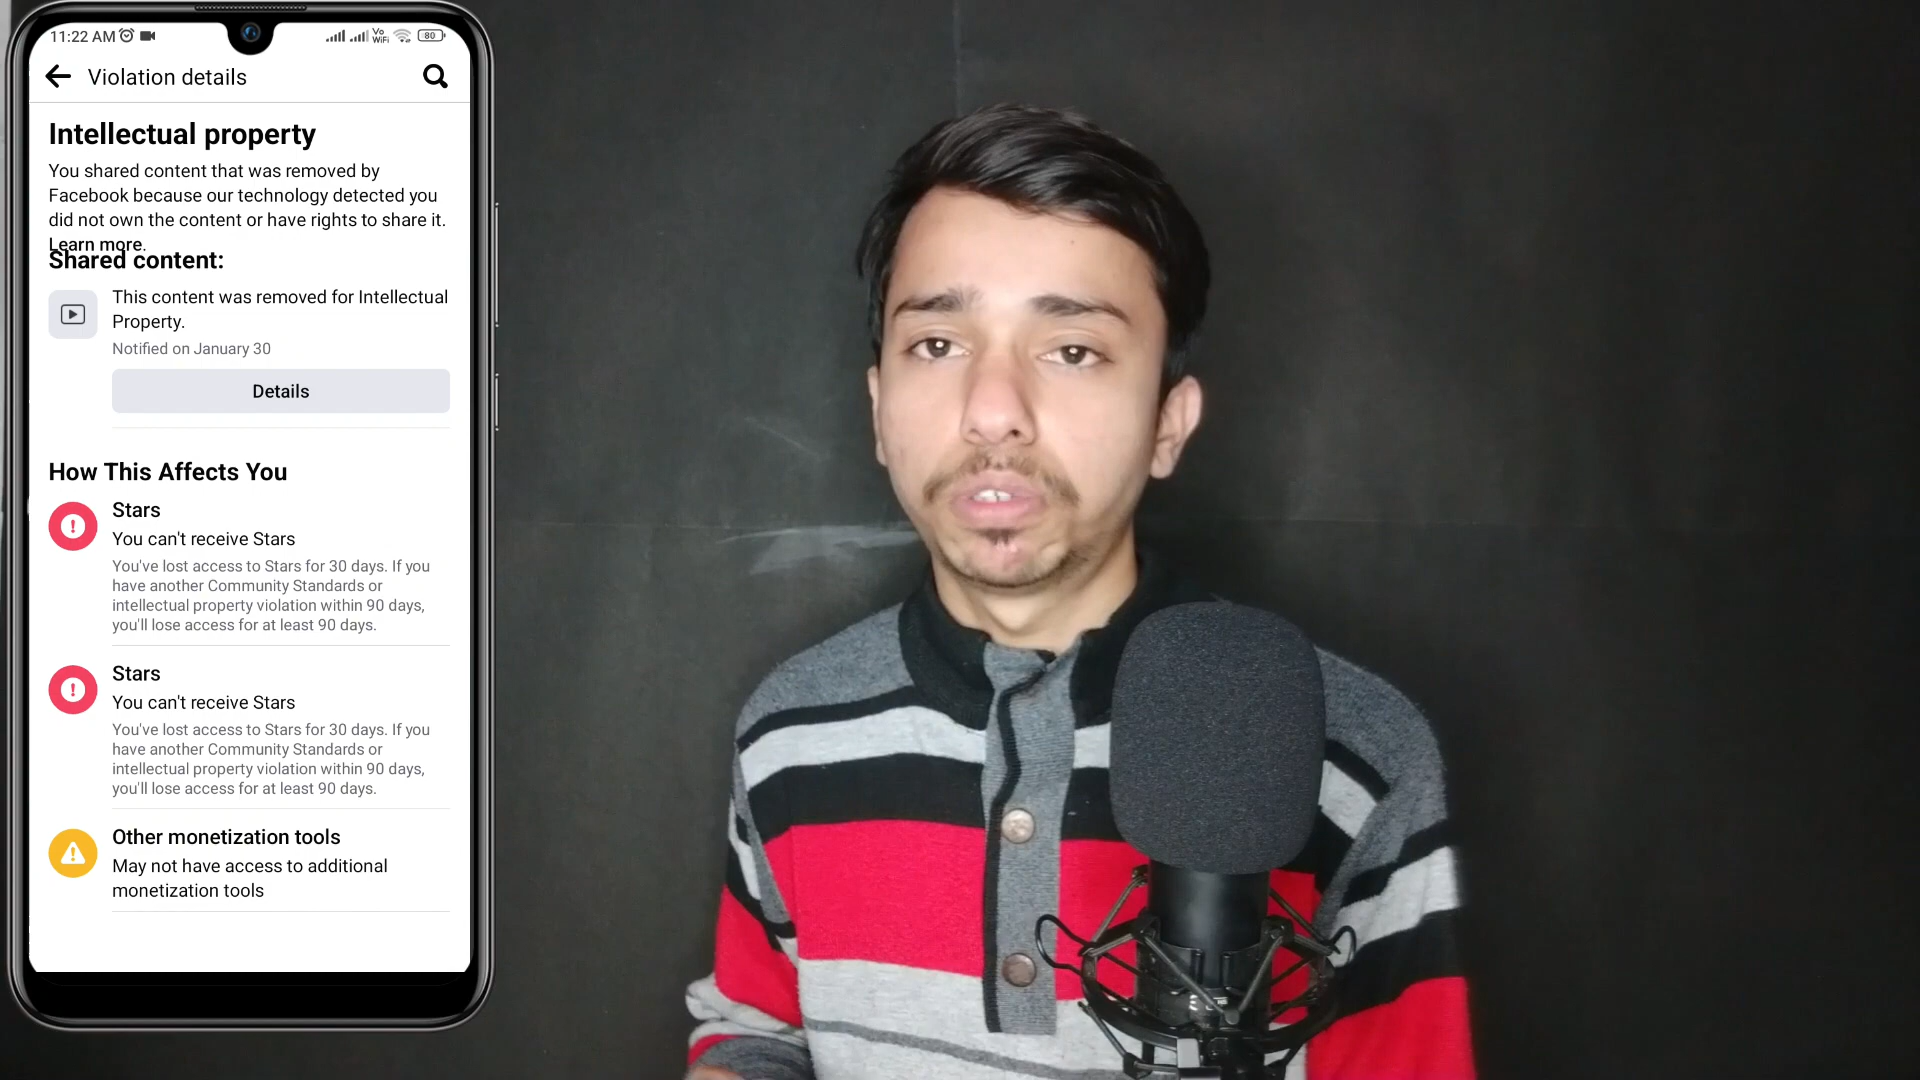 11:22 AM
Vo
WiFi
80
Violation details
Intellectual property
You shared content that was removed by
Facebook because our technology detected you
did not own the content or have rights to share it.
Learn more.
Shared content:
This content was removed for Intellectual
Property.
Notified on January 30
Details
How This Affects You
Stars
You can't receive Stars
You've lost access to Stars for 30 days. If you
have another Community Standards or
intellectual property violation within 90 days,
you'll lose access for at least 90 days.
Stars
You can't receive Stars
You've lost access to Stars for 30 days. If you
have another Community Standards or
intellectual property violation within 90 days,
you'll lose access for at least 90 days.
Other monetization tools
May not have access to additional
monetization tools